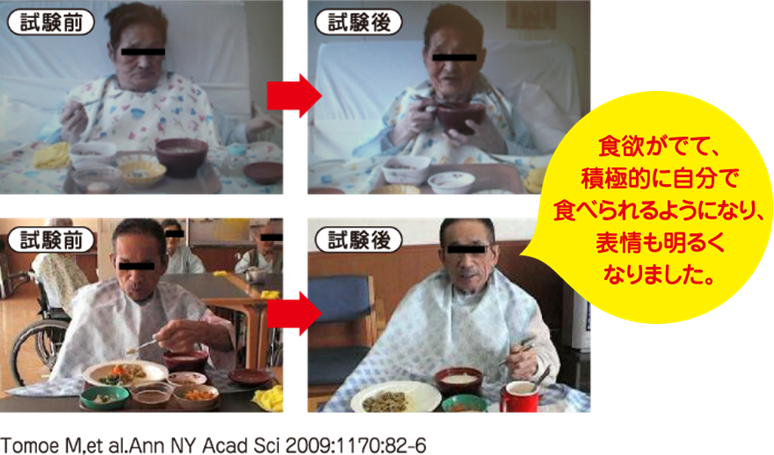 試験前
試験後
食欲がでて、
積極的に自分で
食べられるようになり、
表情も明るく
なりました。
試験前
試験後
Tomoe M,et al.Ann NY Acad Sci 2009:1170:82-6